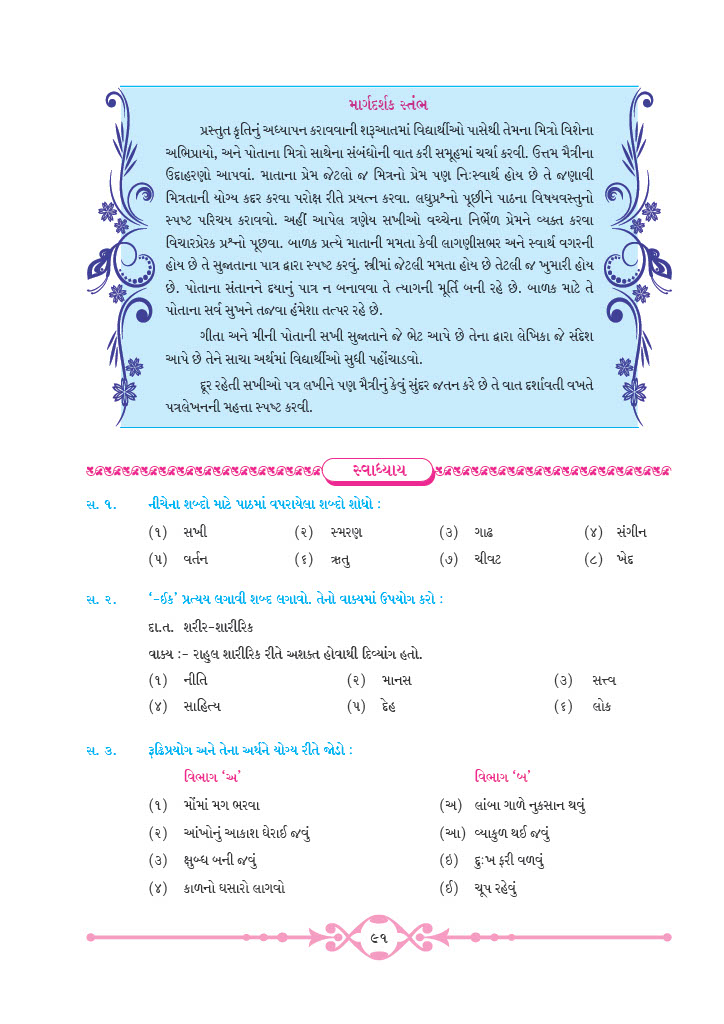 માર્ગદર્શક સ્તંભ
પ્રસ્તુત કૃતિનું અધ્યાપન કરાવવાની શરૂઆતમાં વિદ્યાર્થીઓ પાસેથી તેમના મિત્રો વિશેના
અભિપ્રાયો, અને પોતાના મિત્રો સાથેના સંબંધોની વાત કરી સમૂહમાં ચર્ચા કરવી. ઉત્તમ મૈત્રીના
ઉદાહરણો આપવાં. માતાના પ્રેમ જેટલો જ મિત્રનો પ્રેમ પણ નિઃસ્વાર્થ હોય છે તે જણાવી
મિત્રતાની યોગ્ય કદર કરવા પરોક્ષ રીતે પ્રયત્ન કરવા. લઘુપ્રશ્નો પૂછીને પાઠના વિષયવસ્તુનો
સ્પષ્ટ પરિચય કરાવવો. અહીં આપેલ ત્રણેય સખીઓ વચ્ચેના નિર્ભેળ પ્રેમને વ્યક્ત કરવા
વિચારપ્રેરક પ્રશ્નો પૂછવા. બાળક પ્રત્યે માતાની મમતા કેવી લાગણીસભર અને સ્વાર્થ વગરની
હોય છે તે સુજાતાના પાત્ર દ્વારા સ્પષ્ટ કરવું. સ્ત્રીમાં જેટલી મમતા હોય છે તેટલી જ ખુમારી હોય
છે. પોતાના સંતાનને દયાનું પાત્ર ન બનાવવા તે ત્યાગની મૂર્તિ બની રહે છે. બાળક માટે તે
પોતાના સર્વ સુખને તજવા હંમેશા તત્પર રહે છે.
ગીતા અને મીની પોતાની સખી સુજાતાને જે ભેટ આપે છે તેના દ્વારા લેખિકા જે સંદેશ
આપે છે તેને સાચા અર્થમાં વિદ્યાર્થીઓ સુધી પહોંચાડવો.
દૂર રહેતી સખીઓ પત્ર લખીને પણ મૈત્રીનું કેવું સુંદર જતન કરે છે તે વાત દર્શાવતી વખતે
પત્રલેખનની મહત્તા સ્પષ્ટ કરવી.
સ્વાધ્યાય
સ. ૧. નીચેના શબ્દો માટે પાઠમાં વપરાયેલા શબ્દો શોધો :
(૧) સખી (૨) સ્મરણ (૩) ગાઢ (૪) સંગીન
(૫) વર્તન (૬) ઋતુ (૭) ચીવટ (૮) ખેદ
સ. ૨. ‘-ઈક’ પ્રત્યય લગાવી શબ્દ લગાવો. તેનો વાક્યમાં ઉપયોગ કરો :
દા.ત. શરીર-શારીરિક
વાક્ય :- રાહુલ શારીરિક રીતે અશક્ત હોવાથી દિવ્યાંગ હતો.
(૧) નીતિ (૨) માનસ (૩) સત્ત્વ
(૪) સાહિત્ય (૫) દેહ (૬) લોક
સ. ૩. રૂઢિપ્રયોગ અને તેના અર્થને યોગ્ય રીતે જોડો :
વિભાગ ‘અ’ વિભાગ ‘બ’
(૧) મોંમાં મગ ભરવા (અ) લાંબા ગાળે નુકસાન થવું
(૨) આંખોનું આકાશ ઘેરાઈ જવું (આ) વ્યાકુળ થઈ જવું
(૩) ક્ષુબ્ધ બની જવું (ઇ) દુઃખ ફરી વળવું
(૪) કાળનો ઘસારો લાગવો (ઈ) ચૂપ રહેવું
૯૧